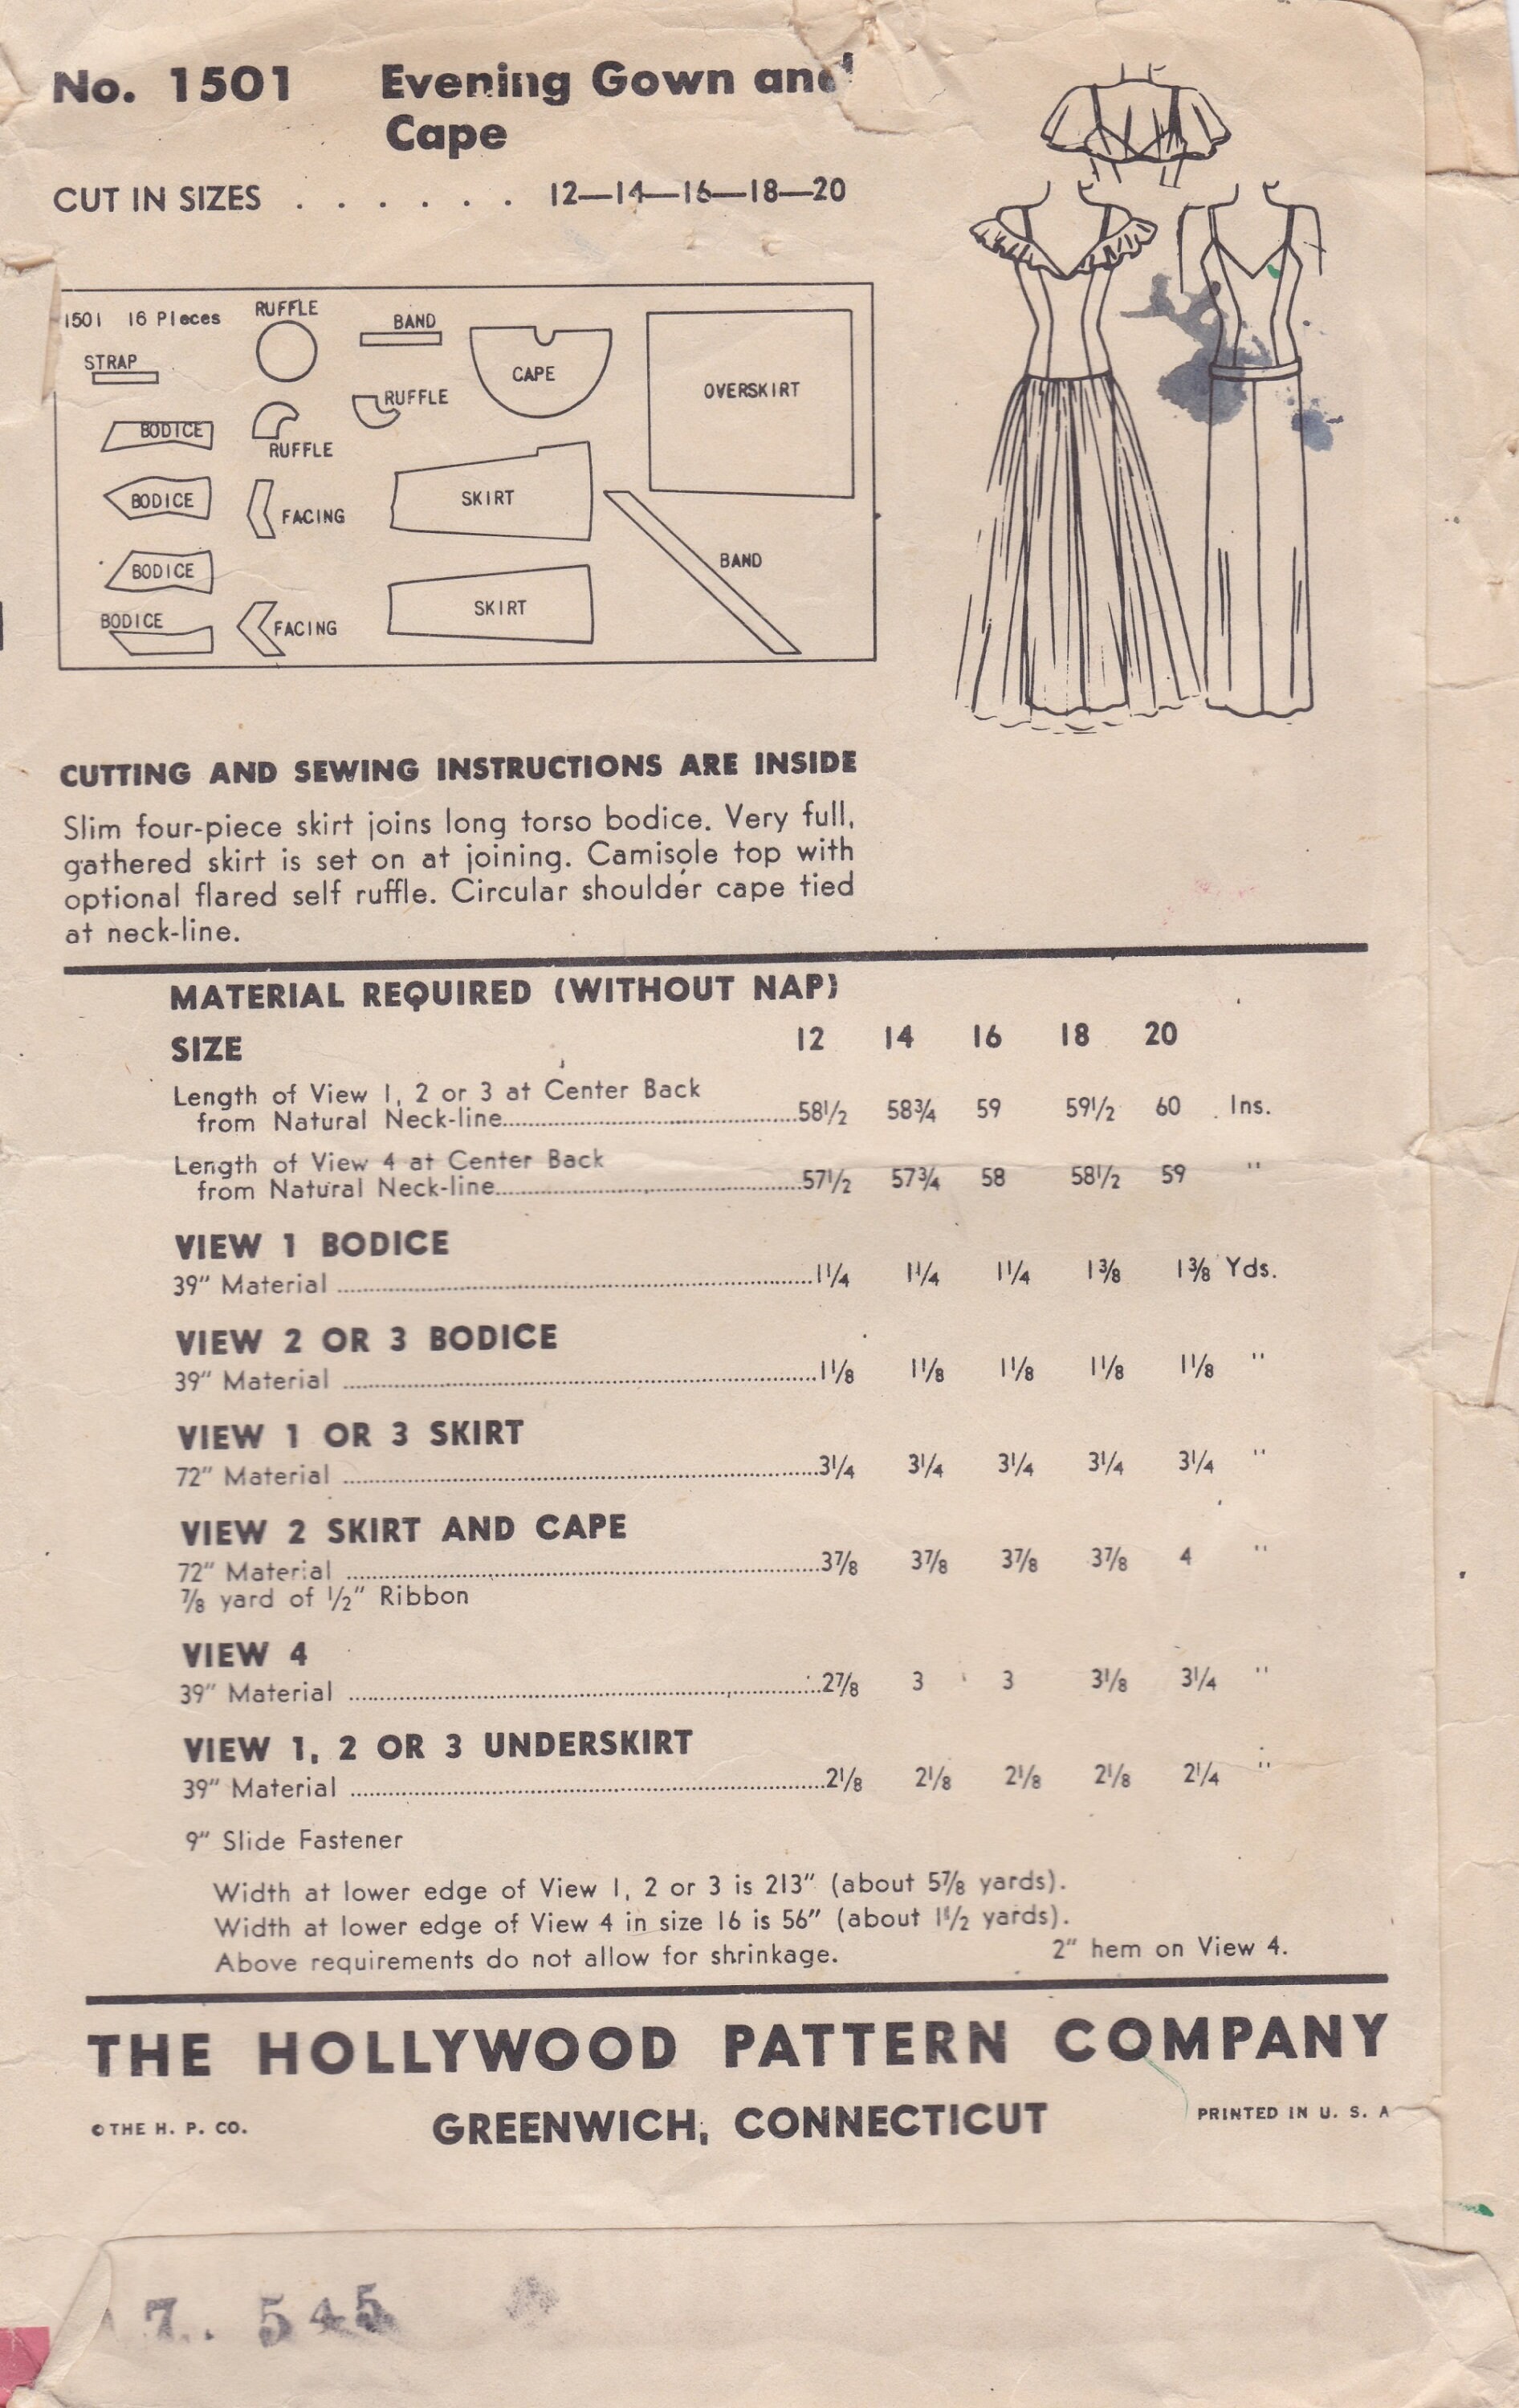 No. 1501 Evening Gown and
Cape
CUT IN SIZES . . . . . . 12—14—16—18—20
1501 16 Pieces
RUFFLE
BAND
STRAP
CAPE
OVERSKIRT
RUFFLE
BODICE
RUFFLE
BODICE
FACING
SKIRT
BODICE
BAND
BODICE
FACING
SKIRT
CUTTING AND SEWING INSTRUCTIONS ARE INSIDE
Slim four-piece skirt joins long torso bodice. Very full,
gathered skirt is set on at joining. Camisole top with
optional flared self ruffle. Circular shoulder cape tied
at neck-line.
MATERIAL REQUIRED (WITHOUT NAP)
SIZE 12 14 16 18 20
Length of View 1, 2 or 3 at Center Back
from Natural Neck-line 58½ 58¾ 59 59½ 60 Ins.
Length of View 4 at Center Back
from Natural Neck-line 57½ 57¾ 58 58½ 59 "
VIEW 1 BODICE
39" Material 1¼ 1¼ 1¼ 1⅜ 1⅜ Yds.
VIEW 2 OR 3 BODICE
39" Material 1⅛ 1⅛ 1⅛ 1⅛ 1⅛ "
VIEW 1 OR 3 SKIRT
72" Material 3¼ 3¼ 3¼ 3¼ 3¼ "
VIEW 2 SKIRT AND CAPE
72" Material 3⅞ 3⅞ 3⅞ 3⅞ 4 "
⅞ yard of ½" Ribbon
VIEW 4
39" Material 2⅞ 3 3 3⅛ 3¼ "
VIEW 1, 2 OR 3 UNDERSKIRT
39" Material 2⅛ 2⅛ 2⅛ 2⅛ 2¼ "
9" Slide Fastener
Width at lower edge of View 1, 2 or 3 is 213" (about 5⅞ yards).
Width at lower edge of View 4 in size 16 is 56" (about 1½ yards).
Above requirements do not allow for shrinkage. 2" hem on View 4.
THE HOLLYWOOD PATTERN COMPANY
© THE H. P. CO. GREENWICH, CONNECTICUT PRINTED IN U. S. A
7. 545